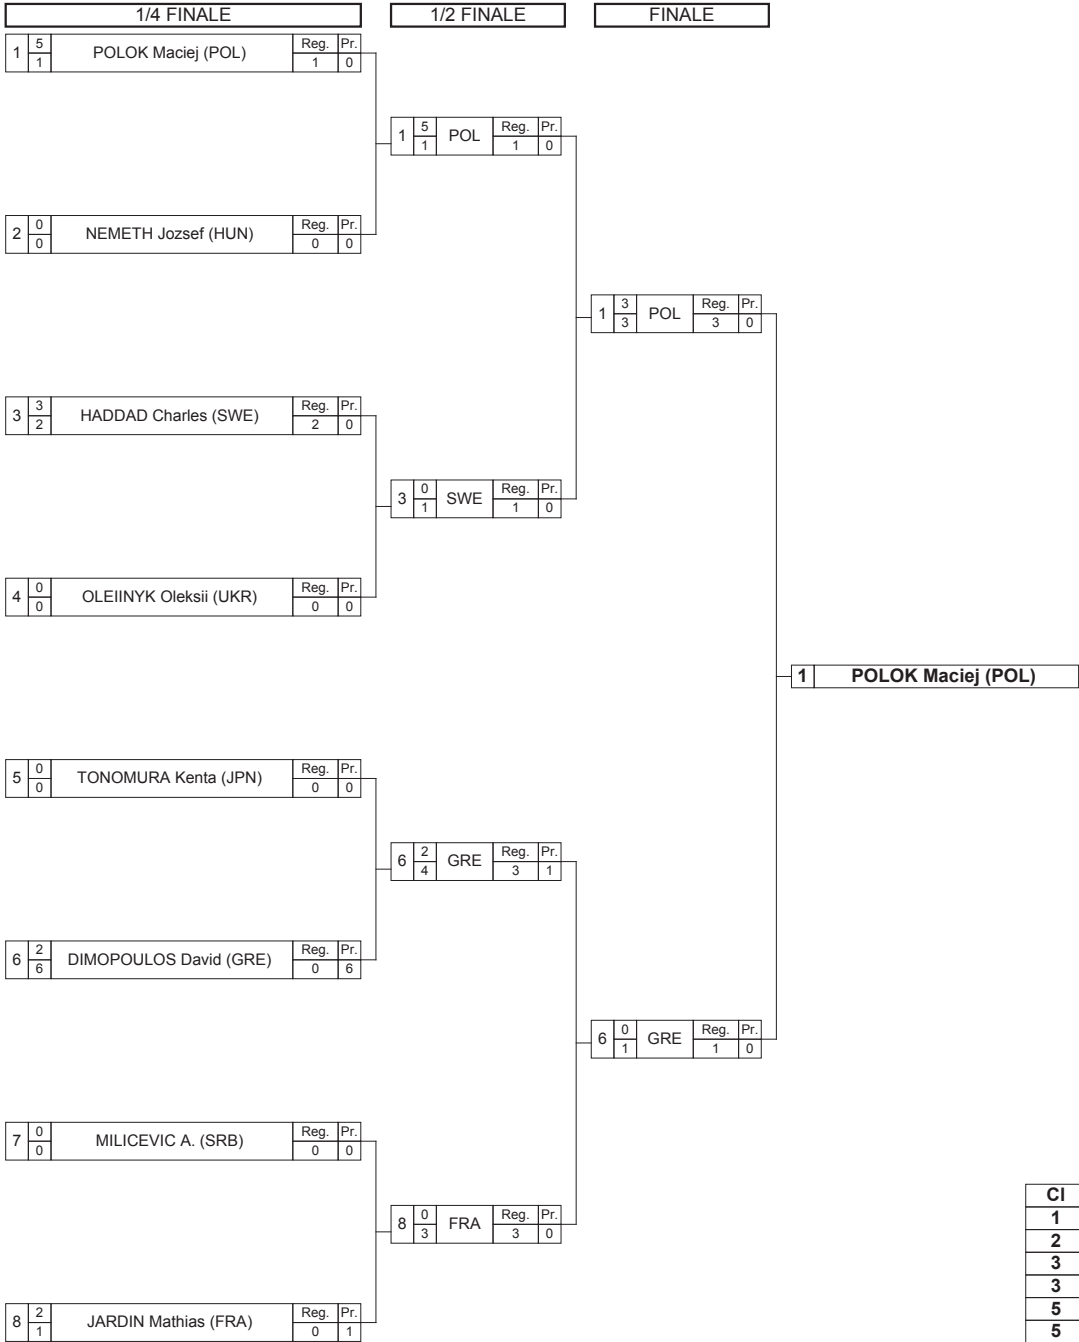 1/4 FINALE 1/2 FINALE FINALE
1 5 1 POLOK Maciej (POL) Reg. Pr. 1 0
1 5 1 POL Reg. Pr. 1 0
2 0 0 NEMETH Jozsef (HUN) Reg. Pr. 0 0
1 3 3 POL Reg. Pr. 3 0
3 3 2 HADDAD Charles (SWE) Reg. Pr. 2 0
3 0 1 SWE Reg. Pr. 1 0
4 0 0 OLEIINYK Oleksii (UKR) Reg. Pr. 0 0
1 POLOK Maciej (POL)
5 0 0 TONOMURA Kenta (JPN) Reg. Pr. 0 0
6 2 4 GRE Reg. Pr. 3 1
6 2 6 DIMOPOULOS David (GRE) Reg. Pr. 0 6
6 0 1 GRE Reg. Pr. 1 0
7 0 0 MILICEVIC A. (SRB) Reg. Pr. 0 0
8 0 3 FRA Reg. Pr. 3 0
8 2 1 JARDIN Mathias (FRA) Reg. Pr. 0 1
Cl
1
2
3
3
5
5